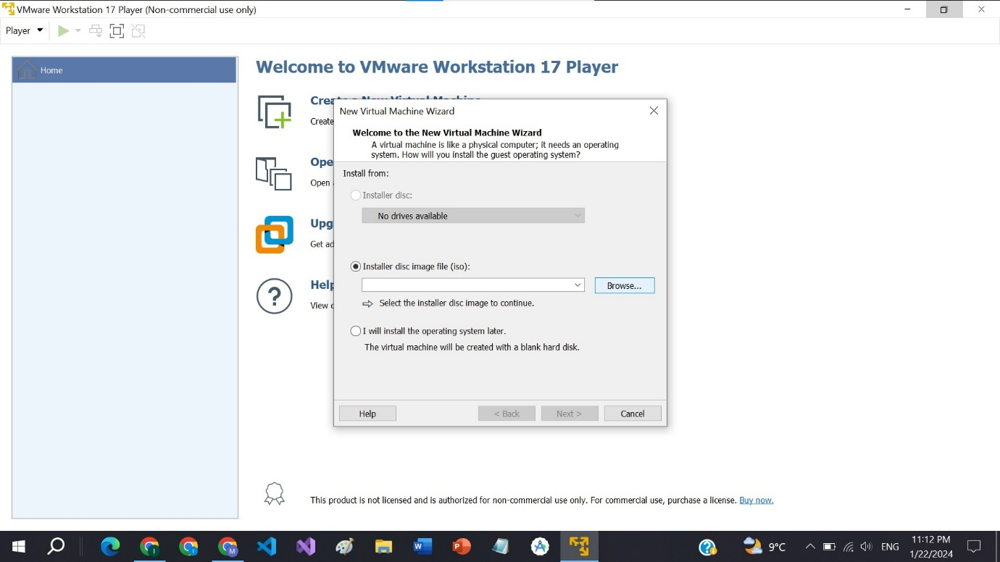 VMware Workstation 17 Player (Non-commercial use only)
Player
Home
Welcome to VMware Workstation 17 Player
Create a New Virtual Machine
Create
Ope
Open
Upg
Get ad
Help
View
New Virtual Machine Wizard
Welcome to the New Virtual Machine Wizard
A virtual machine is like a physical computer; it needs an operating
system. How will you install the guest operating system?
Install from:
Installer disc:
No drives available
Installer disc image file (iso):
Browse...
Select the installer disc image to continue.
I will install the operating system later.
The virtual machine will be created with a blank hard disk.
Help
< Back
Next >
Cancel
This product is not licensed and is authorized for non-commercial use only. For commercial use, purchase a license. Buy now.
9°C
ENG
11:12 PM
1/22/2024